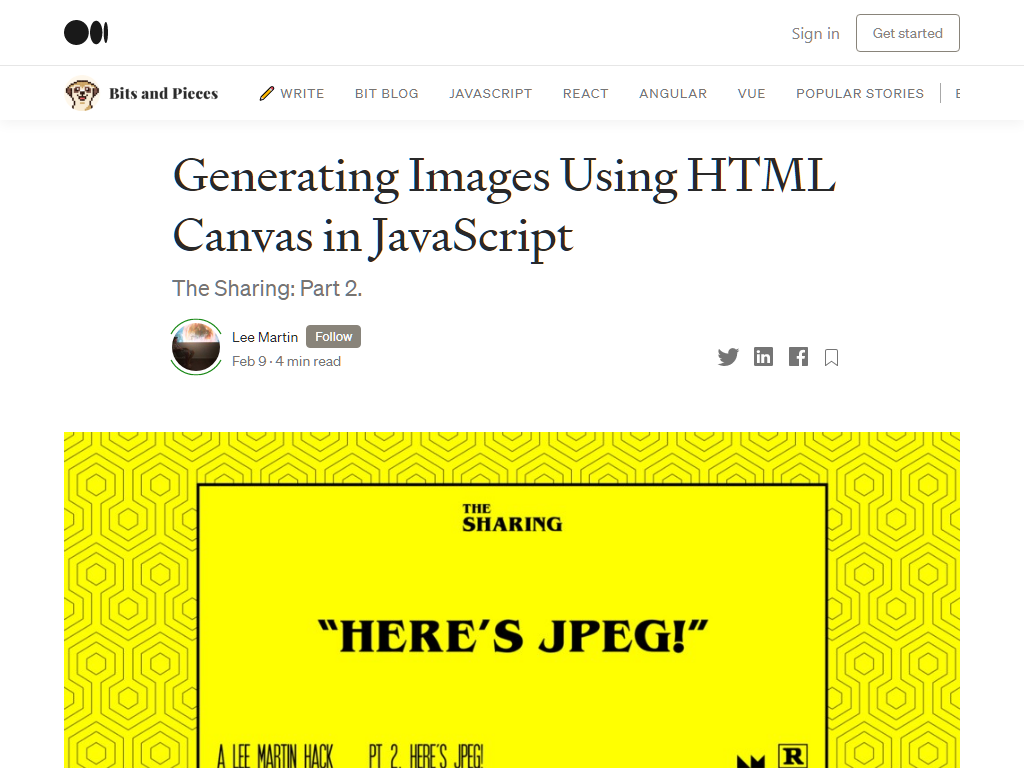 Sign in
Get started
Bits and Pieces
WRITE
BIT BLOG
JAVASCRIPT
REACT
ANGULAR
VUE
POPULAR STORIES
Generating Images Using HTML
Canvas in JavaScript
The Sharing: Part 2.
Lee Martin
Follow
Feb 9 · 4 min read
THE
SHARING
“HERE’S JPEG!”
A LEE MARTIN HACK
PT 2. HERE'S JPEG!
R